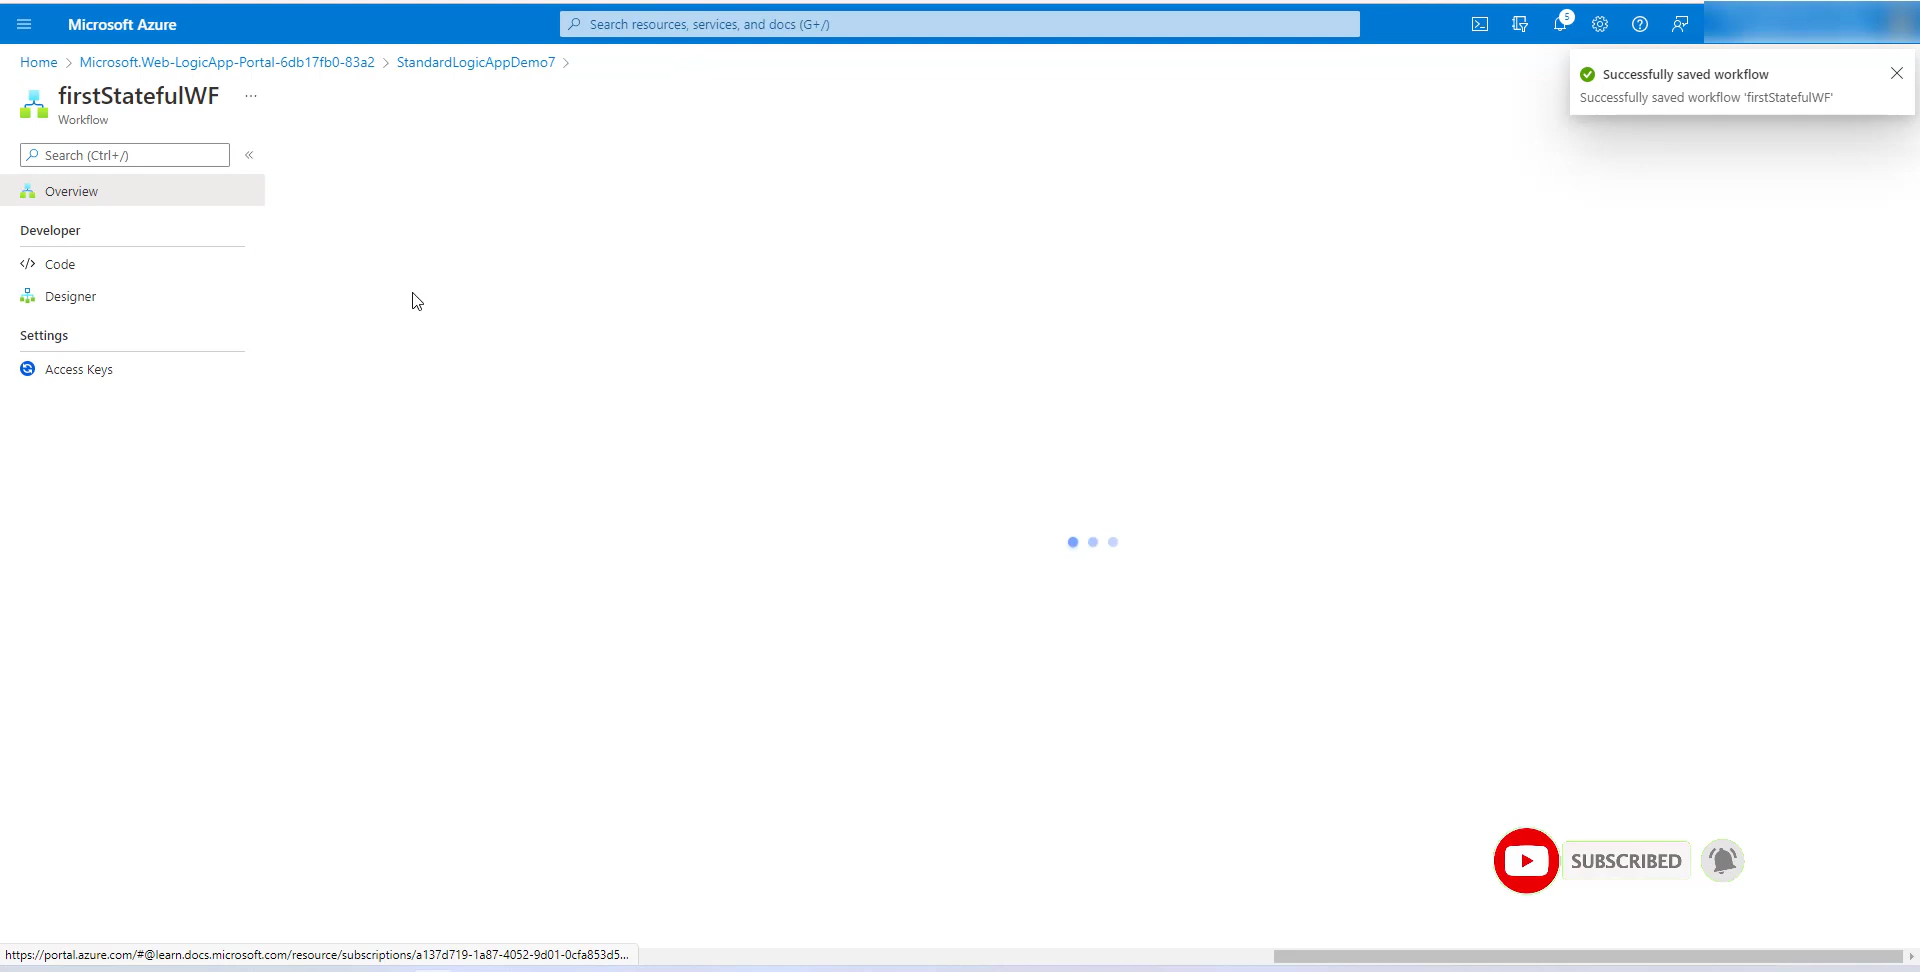 Microsoft Azure
Search resources, services, and docs (G+/)
5
Home > Microsoft.Web-LogicApp-Portal-6db17fb0-83a2 > StandardLogicAppDemo7 >
firstStatefulWF ...
Workflow
Successfully saved workflow
Successfully saved workflow 'firstStatefulWF'
Search (Ctrl+/) «
Overview
Developer
</> Code
Designer
Settings
Access Keys
SUBSCRIBED
https://portal.azure.com/#@learn.docs.microsoft.com/resource/subscriptions/a137d719-1a87-4052-9d01-0cfa853d5...